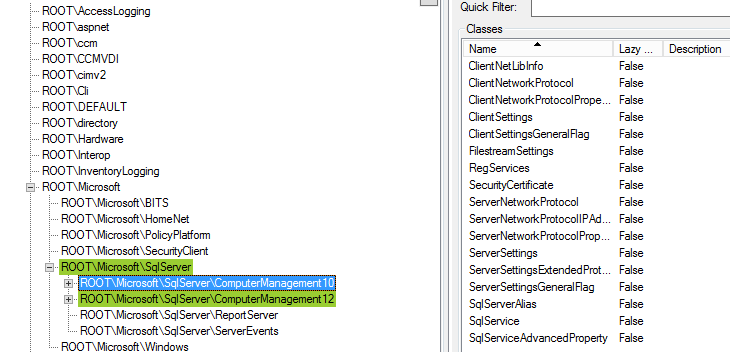 ROOT\AccessLogging
ROOT\aspnet
ROOT\ccm
ROOT\CCMVDI
ROOT\cimv2
ROOT\Cli
ROOT\DEFAULT
ROOT\directory
ROOT\Hardware
ROOT\Interop
ROOT\InventoryLogging
ROOT\Microsoft
ROOT\Microsoft\BITS
ROOT\Microsoft\HomeNet
ROOT\Microsoft\PolicyPlatform
ROOT\Microsoft\SecurityClient
ROOT\Microsoft\SqlServer
ROOT\Microsoft\SqlServer\ComputerManagement10
ROOT\Microsoft\SqlServer\ComputerManagement12
ROOT\Microsoft\SqlServer\ReportServer
ROOT\Microsoft\SqlServer\ServerEvents
ROOT\Microsoft\Windows
Quick Filter:
Classes
Name Lazy ... Description
ClientNetLibInfo False
ClientNetworkProtocol False
ClientNetworkProtocolPrope... False
ClientSettings False
ClientSettingsGeneralFlag False
FilestreamSettings False
RegServices False
SecurityCertificate False
ServerNetworkProtocol False
ServerNetworkProtocolIPAd... False
ServerNetworkProtocolProp... False
ServerSettings False
ServerSettingsExtendedProt... False
ServerSettingsGeneralFlag False
SqlServerAlias False
SqlService False
SqlServiceAdvancedProperty False